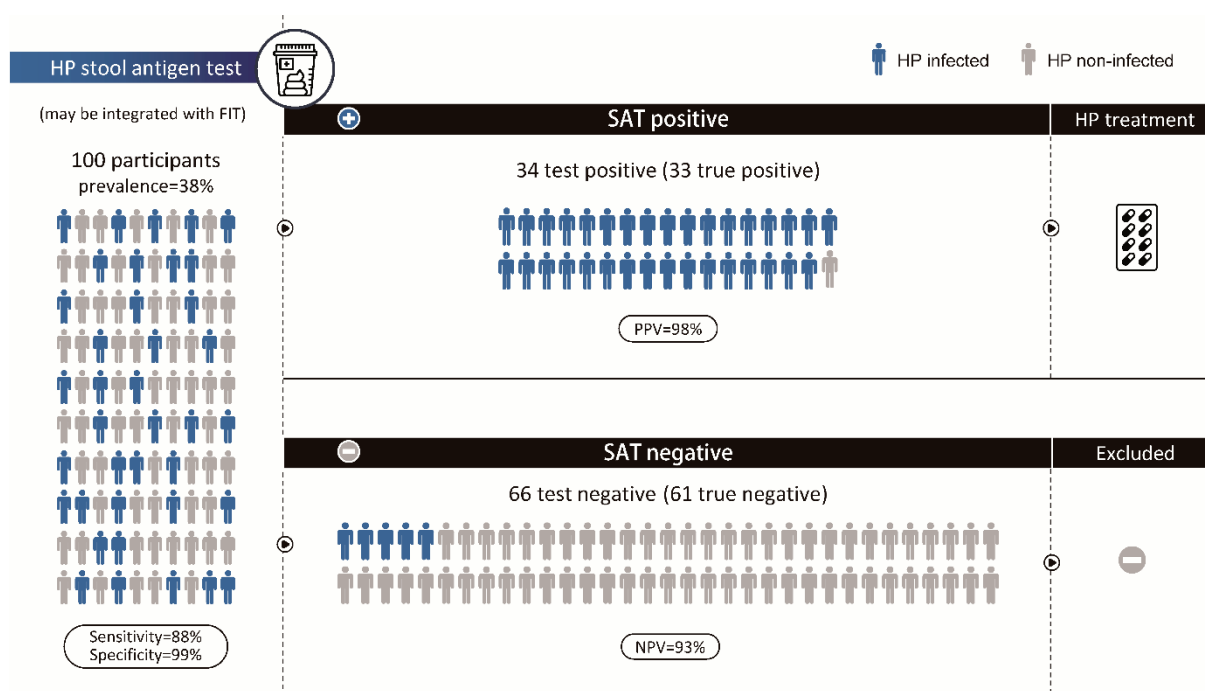 HP stool antigen test
(may be integrated with FIT)
100 participants
prevalence=38%
Sensitivity=88%
Specificity=99%
HP infected
HP non-infected
SAT positive
HP treatment
34 test positive (33 true positive)
PPV=98%
SAT negative
Excluded
66 test negative (61 true negative)
NPV=93%